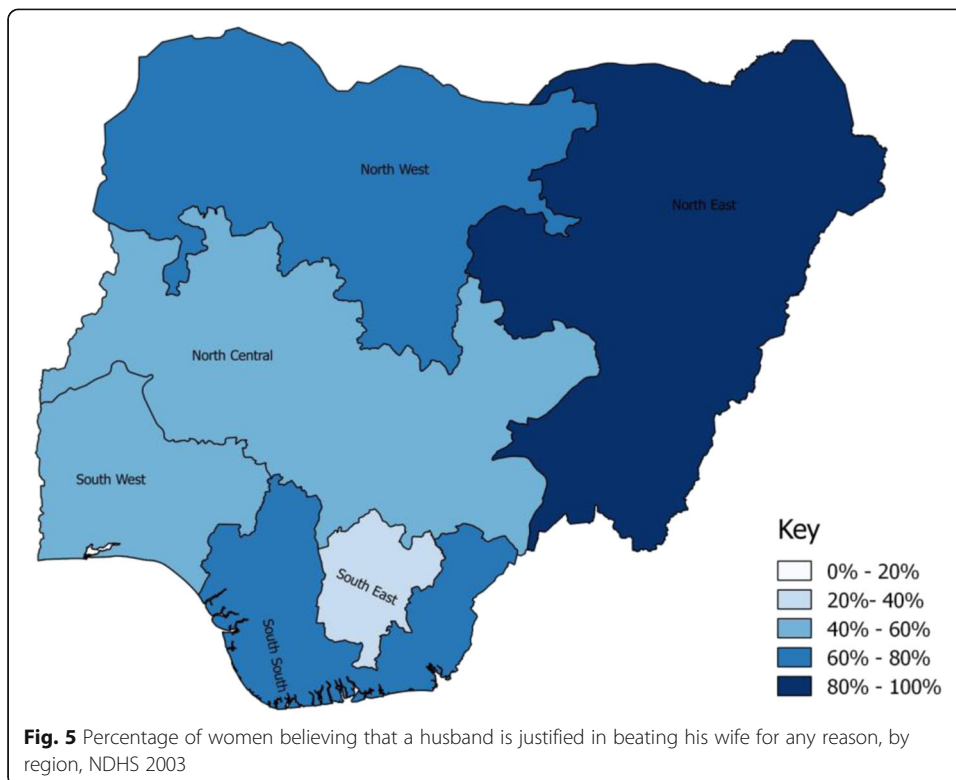 North West
North East
North Central
South West
South East
South South
Key
0% - 20%
20%- 40%
40% - 60%
60% - 80%
80% - 100%
Fig. 5 Percentage of women believing that a husband is justified in beating his wife for any reason, by
region, NDHS 2003